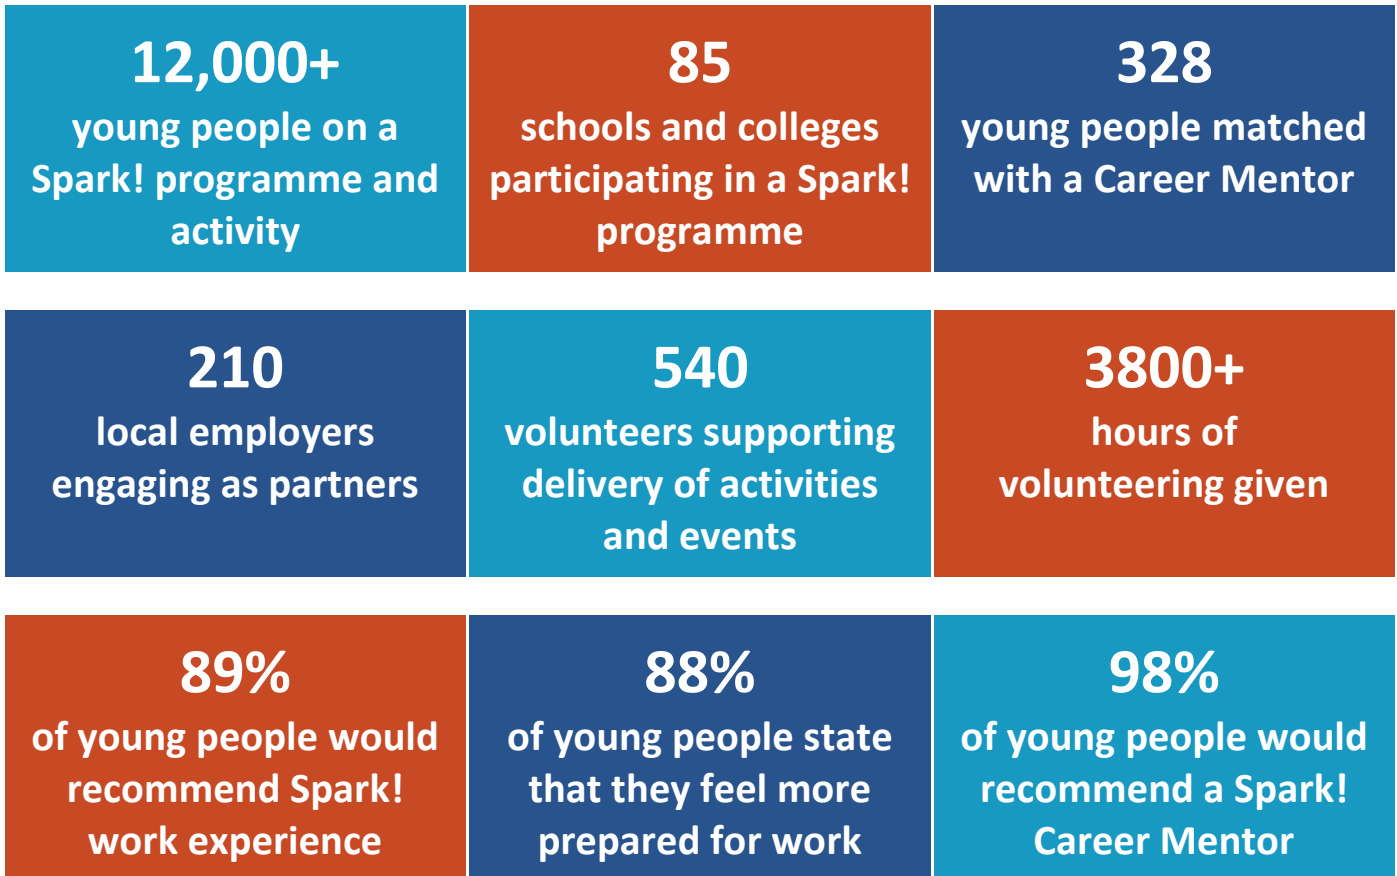 12,000+
young people on a
Spark! programme and
activity
85
schools and colleges
participating in a Spark!
programme
328
young people matched
with a Career Mentor
210
local employers
engaging as partners
540
volunteers supporting
delivery of activities
and events
3800+
hours of
volunteering given
89%
of young people would
recommend Spark!
work experience
88%
of young people state
that they feel more
prepared for work
98%
of young people would
recommend a Spark!
Career Mentor